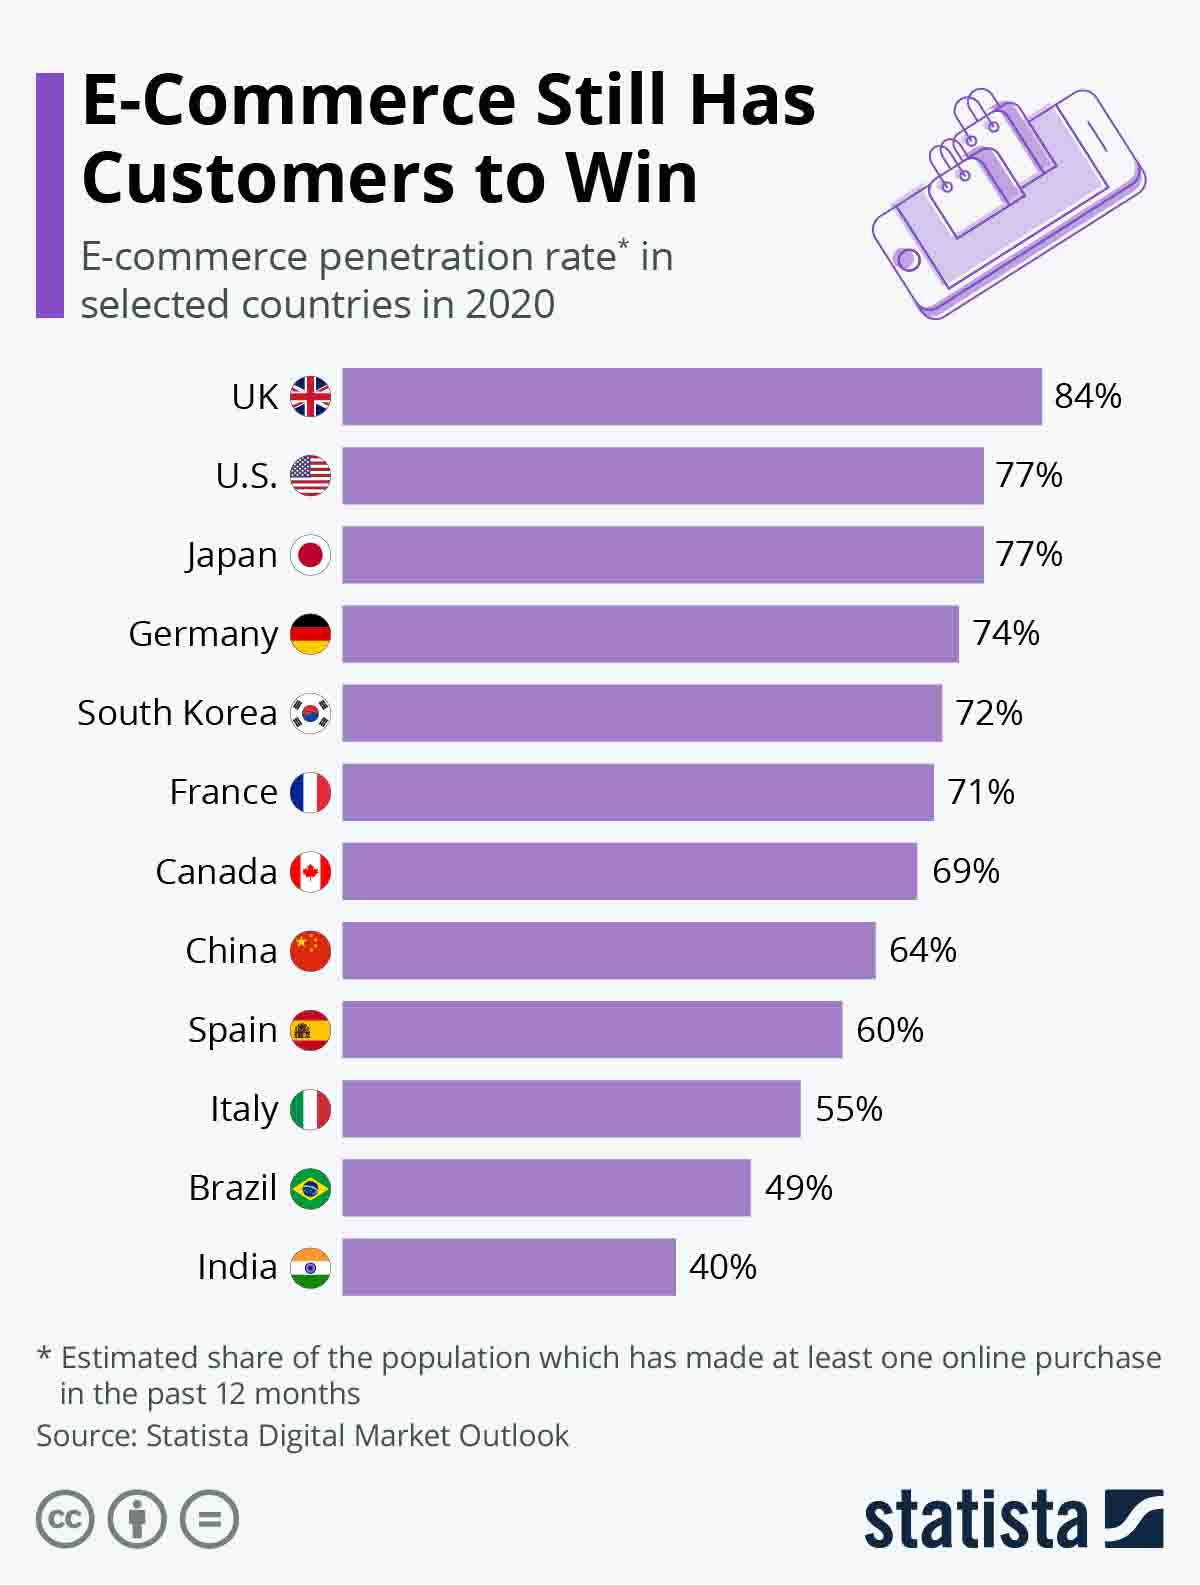 E-Commerce Still Has
Customers to Win
E-commerce penetration rate* in
selected countries in 2020
UK 84%
U.S. 77%
Japan 77%
Germany 74%
South Korea 72%
France 71%
Canada 69%
China 64%
Spain 60%
Italy 55%
Brazil 49%
India 40%
* Estimated share of the population which has made at least one online purchase
in the past 12 months
Source: Statista Digital Market Outlook
cc
statista